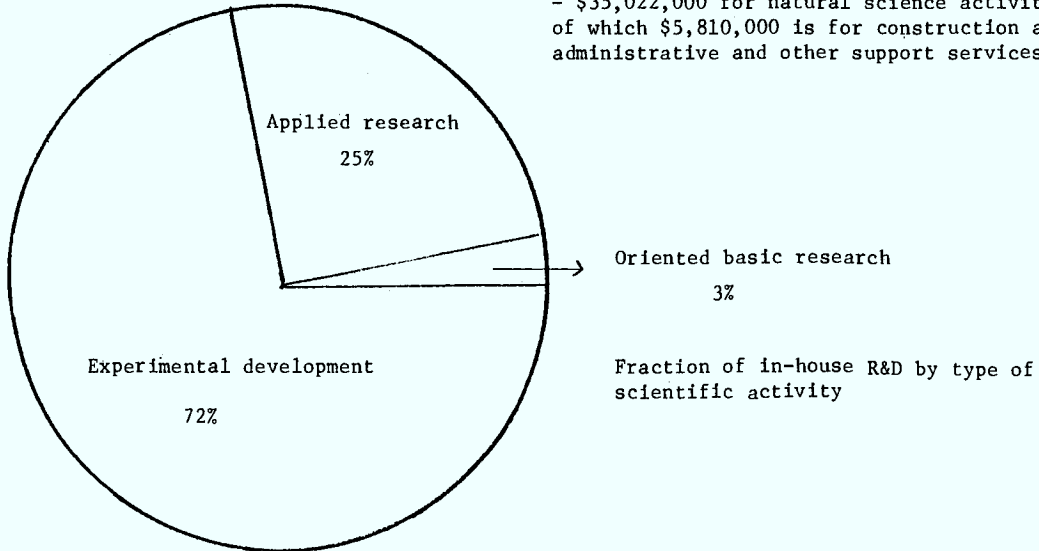 - $35,022,000 for natural science activit
of which $5,810,000 is for construction a
administrative and other support services
Applied research
25%
Oriented basic research
3%
Experimental development
72%
Fraction of in-house R&D by type of
scientific activity